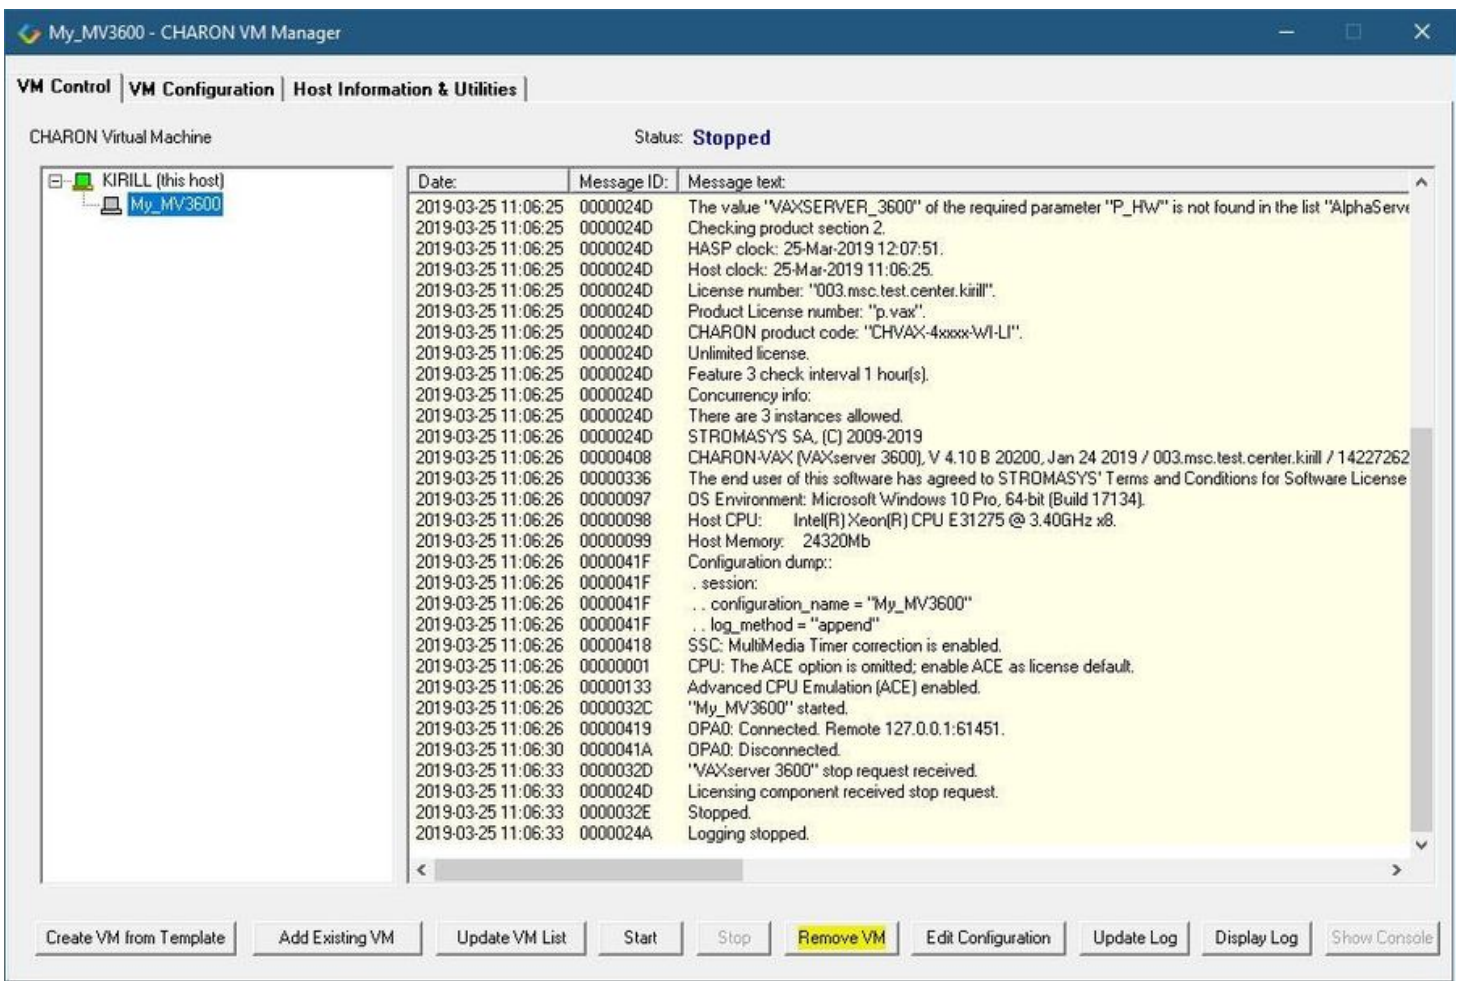 My_MV3600 - CHARON VM Manager
VM Control VM Configuration Host Information & Utilities
CHARON Virtual Machine Status: Stopped
KIRILL (this host)
My_MV3600
Date: Message ID: Message text:
2019-03-25 11:06:25 0000024D The value "VAXSERVER_3600" of the required parameter "P_HW" is not found in the list "AlphaServe
2019-03-25 11:06:25 0000024D Checking product section 2.
2019-03-25 11:06:25 0000024D HASP clock: 25-Mar-2019 12:07:51.
2019-03-25 11:06:25 0000024D Host clock: 25-Mar-2019 11:06:25.
2019-03-25 11:06:25 0000024D License number: "003.msc.test.center.kirill".
2019-03-25 11:06:25 0000024D Product License number: "p.vax".
2019-03-25 11:06:25 0000024D CHARON product code: "CHVAX-4xxxx-WI-LI".
2019-03-25 11:06:25 0000024D Unlimited license.
2019-03-25 11:06:25 0000024D Feature 3 check interval 1 hour(s).
2019-03-25 11:06:25 0000024D Concurrency info:
2019-03-25 11:06:25 0000024D There are 3 instances allowed.
2019-03-25 11:06:26 0000024D STROMASYS SA, (C) 2009-2019
2019-03-25 11:06:26 00000408 CHARON-VAX (VAXserver 3600), V 4.10 B 20200, Jan 24 2019 / 003.msc.test.center.kirill / 14227262
2019-03-25 11:06:26 00000336 The end user of this software has agreed to STROMASYS' Terms and Conditions for Software License
2019-03-25 11:06:26 00000097 OS Environment: Microsoft Windows 10 Pro, 64-bit (Build 17134).
2019-03-25 11:06:26 00000098 Host CPU: Intel(R) Xeon(R) CPU E31275 @ 3.40GHz x8.
2019-03-25 11:06:26 00000099 Host Memory: 24320Mb
2019-03-25 11:06:26 0000041F Configuration dump::
2019-03-25 11:06:26 0000041F . session:
2019-03-25 11:06:26 0000041F . . configuration_name = "My_MV3600"
2019-03-25 11:06:26 0000041F . . log_method = "append"
2019-03-25 11:06:26 00000418 SSC: MultiMedia Timer correction is enabled.
2019-03-25 11:06:26 00000001 CPU: The ACE option is omitted; enable ACE as license default.
2019-03-25 11:06:26 00000133 Advanced CPU Emulation (ACE) enabled.
2019-03-25 11:06:26 0000032C "My_MV3600" started.
2019-03-25 11:06:26 00000419 OPA0: Connected. Remote 127.0.0.1:61451.
2019-03-25 11:06:30 0000041A OPA0: Disconnected.
2019-03-25 11:06:33 0000032D "VAXserver 3600" stop request received.
2019-03-25 11:06:33 0000024D Licensing component received stop request.
2019-03-25 11:06:33 0000032E Stopped.
2019-03-25 11:06:33 0000024A Logging stopped.
Create VM from Template Add Existing VM Update VM List Start Stop Remove VM Edit Configuration Update Log Display Log Show Console